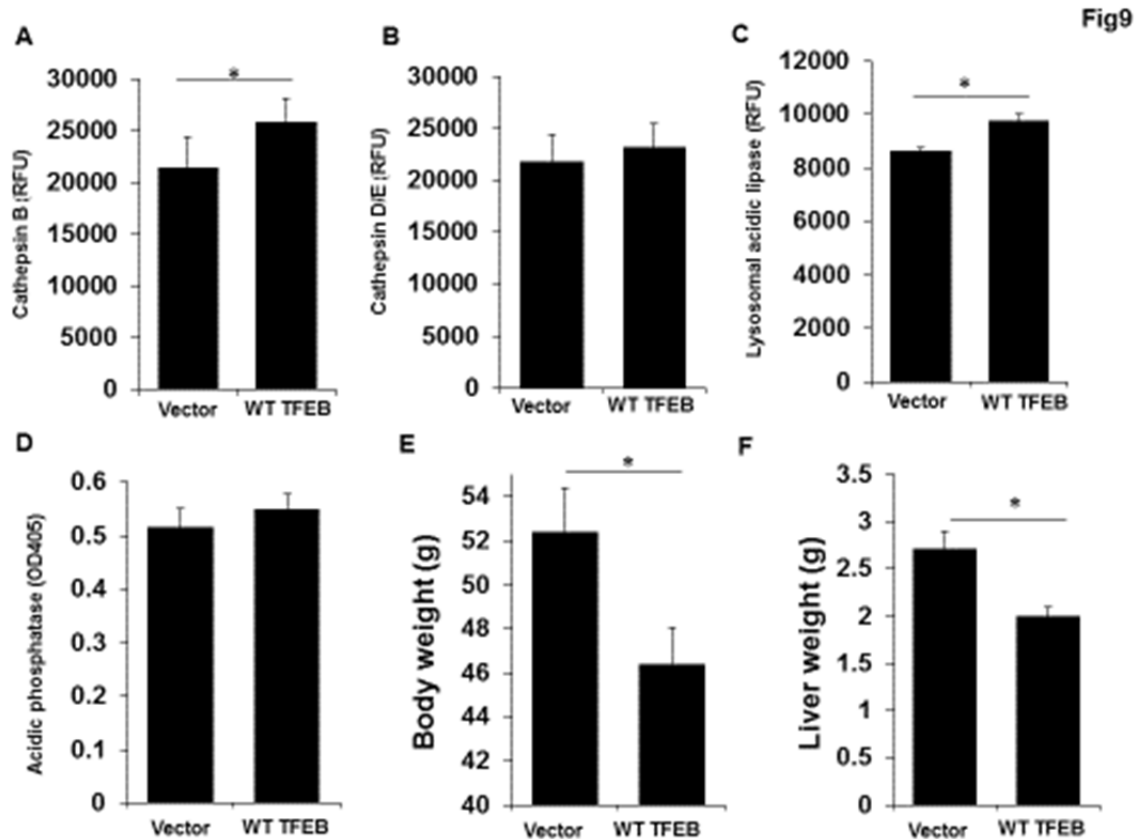 Fig9
A
Cathepsin B (RFU)
30000
25000
20000
15000
10000
5000
0
*
Vector WT TFEB
B
Cathepsin D/E (RFU)
30000
25000
20000
15000
10000
5000
0
Vector WT TFEB
C
Lysosomal acidic lipase (RFU)
12000
10000
8000
6000
4000
2000
0
*
Vector WT TFEB
D
Acidic phosphatase (OD405)
0.6
0.5
0.4
0.3
0.2
0.1
0
Vector WT TFEB
E
Body weight (g)
54
52
50
48
46
44
42
40
*
Vector WT TFEB
F
Liver weight (g)
3.5
3
2.5
2
1.5
1
0.5
0
*
Vector WT TFEB